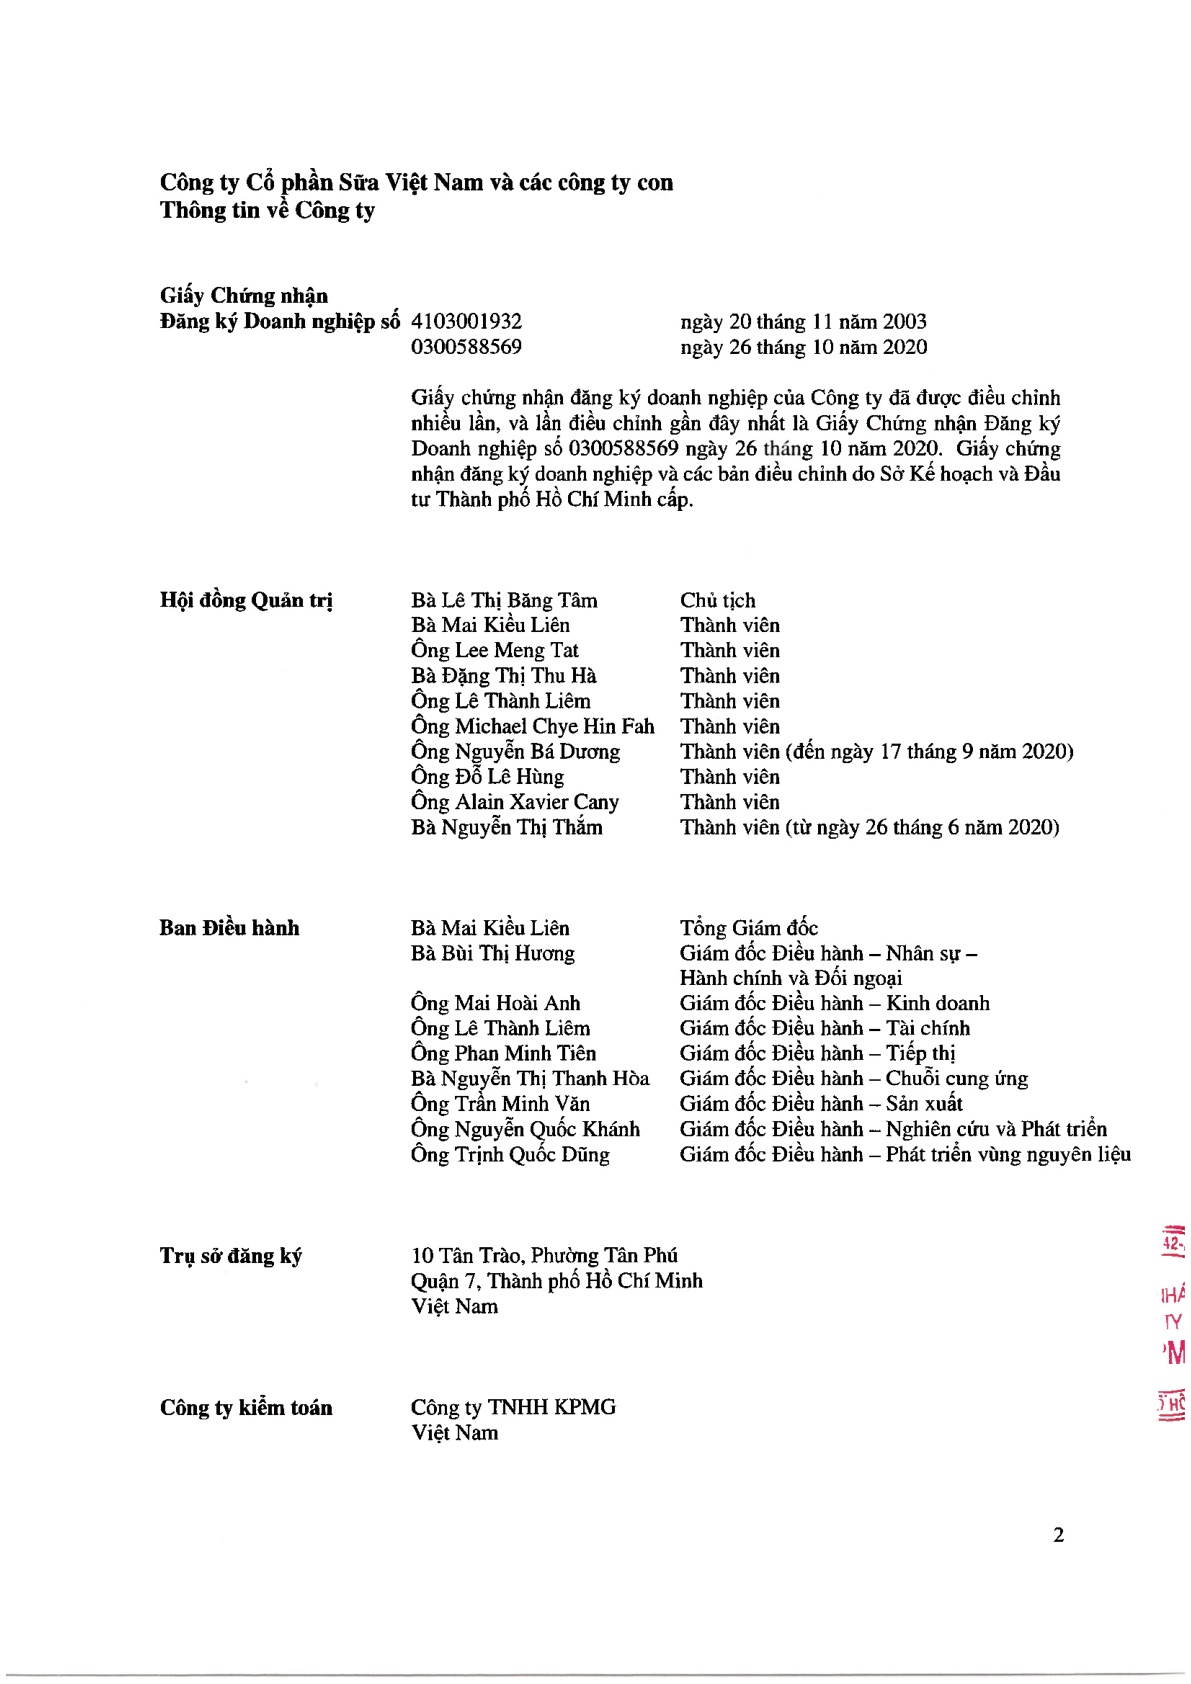 Công ty Cổ phần Sữa Việt Nam và các công ty con
Thông tin về Công ty
Giấy Chứng nhận
Đăng ký Doanh nghiệp số 4103001932 ngày 20 tháng 11 năm 2003
0300588569 ngày 26 tháng 10 năm 2020
Giấy chứng nhận đăng ký doanh nghiệp của Công ty đã được điều chỉnh
nhiều lần, và lần điều chỉnh gần đây nhất là Giấy Chứng nhận Đăng ký
Doanh nghiệp số 0300588569 ngày 26 tháng 10 năm 2020. Giấy chứng
nhận đăng ký doanh nghiệp và các bản điều chỉnh do Sở Kế hoạch và Đầu
tư Thành phố Hồ Chí Minh cấp.
Hội đồng Quản trị Bà Lê Thị Băng Tâm Chủ tịch
Bà Mai Kiều Liên Thành viên
Ông Lee Meng Tat Thành viên
Bà Đặng Thị Thu Hà Thành viên
Ông Lê Thành Liêm Thành viên
Ông Michael Chye Hin Fah Thành viên
Ông Nguyễn Bá Dương Thành viên (đến ngày 17 tháng 9 năm 2020)
Ông Đỗ Lê Hùng Thành viên
Ông Alain Xavier Cany Thành viên
Bà Nguyễn Thị Thắm Thành viên (từ ngày 26 tháng 6 năm 2020)
Ban Điều hành Bà Mai Kiều Liên Tổng Giám đốc
Bà Bùi Thị Hương Giám đốc Điều hành – Nhân sự –
Hành chính và Đối ngoại
Ông Mai Hoài Anh Giám đốc Điều hành – Kinh doanh
Ông Lê Thành Liêm Giám đốc Điều hành – Tài chính
Ông Phan Minh Tiên Giám đốc Điều hành – Tiếp thị
Bà Nguyễn Thị Thanh Hòa Giám đốc Điều hành – Chuỗi cung ứng
Ông Trần Minh Văn Giám đốc Điều hành – Sản xuất
Ông Nguyễn Quốc Khánh Giám đốc Điều hành – Nghiên cứu và Phát triển
Ông Trịnh Quốc Dũng Giám đốc Điều hành – Phát triển vùng nguyên liệu
Trụ sở đăng ký 10 Tân Trào, Phường Tân Phú
Quận 7, Thành phố Hồ Chí Minh
Việt Nam
Công ty kiểm toán Công ty TNHH KPMG
Việt Nam
2